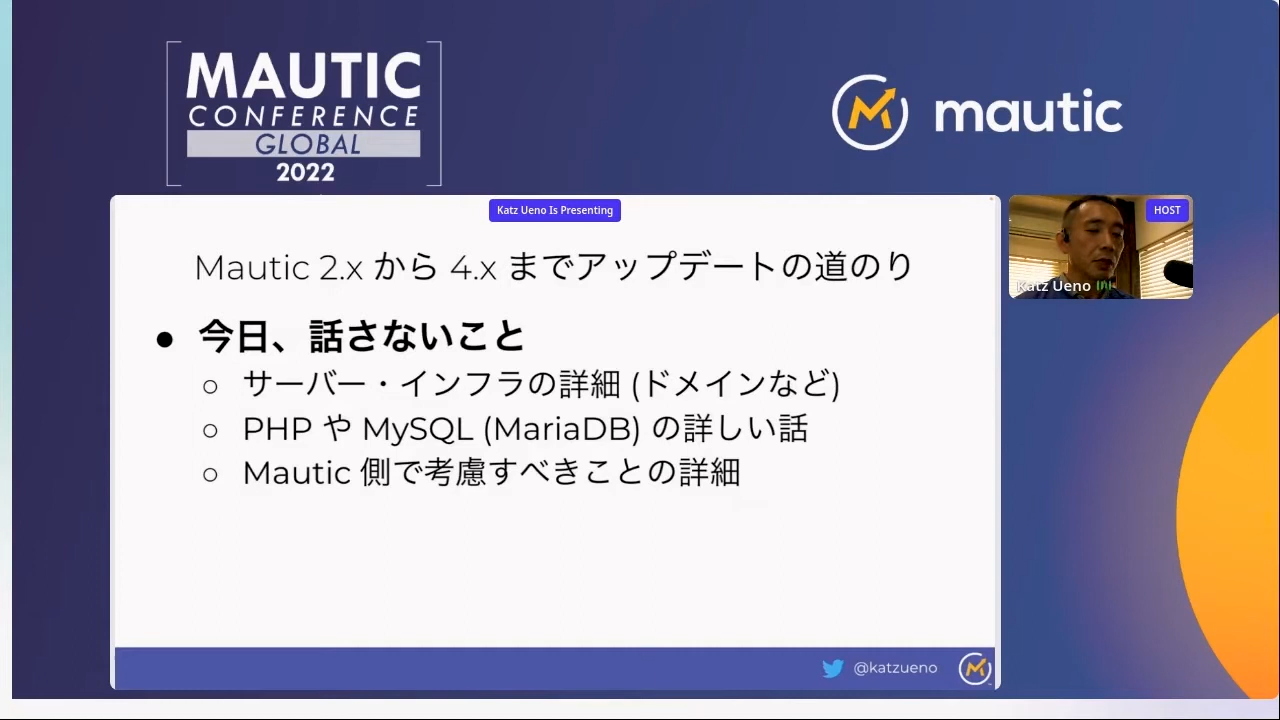 MAUTIC
CONFERENCE
GLOBAL
2022
mautic
Katz Ueno Is Presenting
HOST
Katz Ueno
Mautic 2.x から 4.x までアップデートの道のり
● 今日、話さないこと
○ サーバー・インフラの詳細 (ドメインなど)
○ PHP や MySQL (MariaDB) の詳しい話
○ Mautic 側で考慮すべきことの詳細
@katzueno